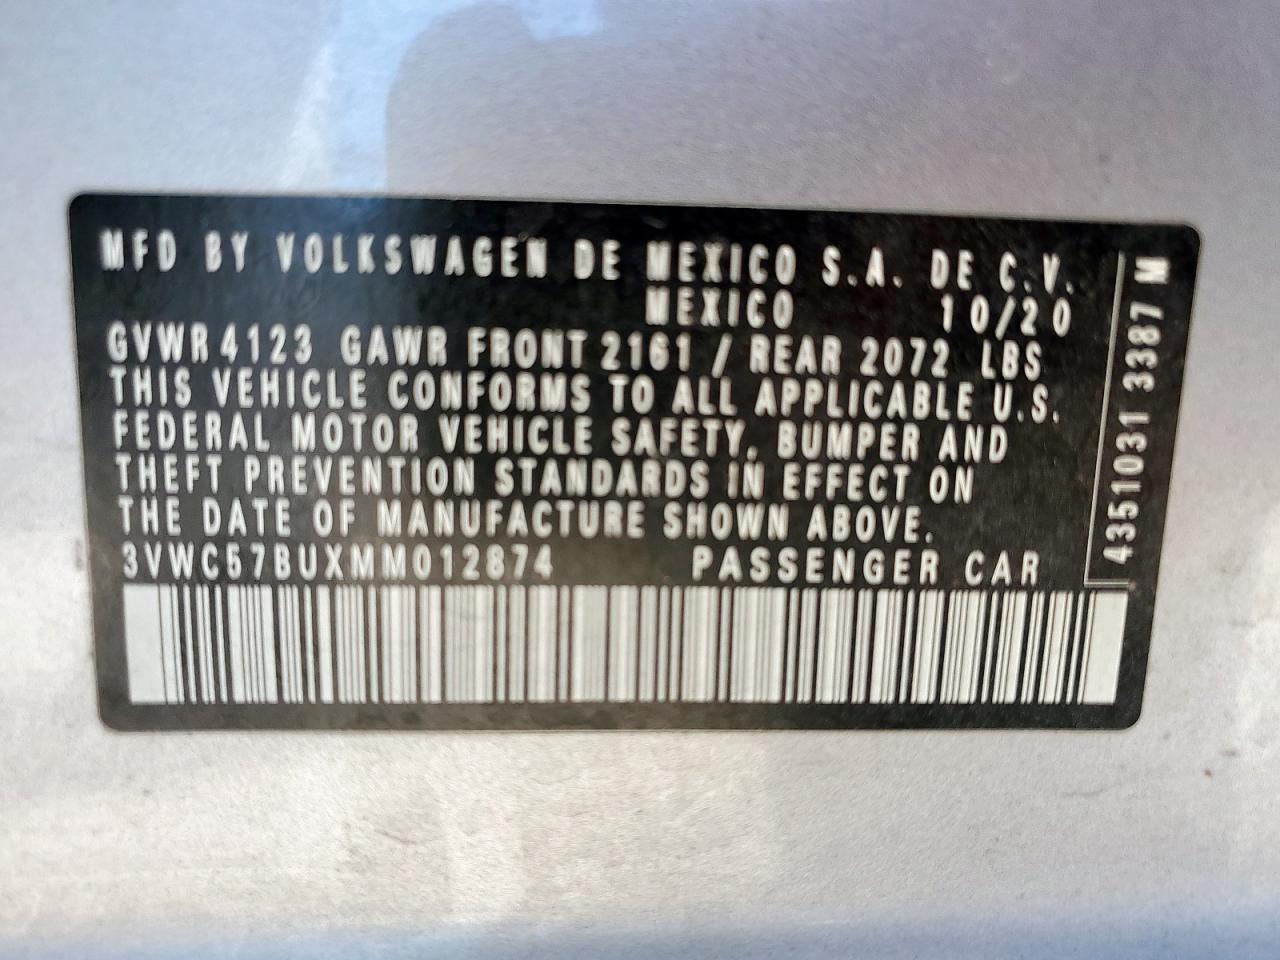 MFD BY VOLKSWAGEN DE MEXICO S.A. DE C.V.
MEXICO 10/20
GVWR 4123 GAWR FRONT 2161 / REAR 2072 LBS
THIS VEHICLE CONFORMS TO ALL APPLICABLE U.S.
FEDERAL MOTOR VEHICLE SAFETY, BUMPER AND
THEFT PREVENTION STANDARDS IN EFFECT ON
THE DATE OF MANUFACTURE SHOWN ABOVE.
3VWC57BUXMM012874 PASSENGER CAR
4351031 3387 M